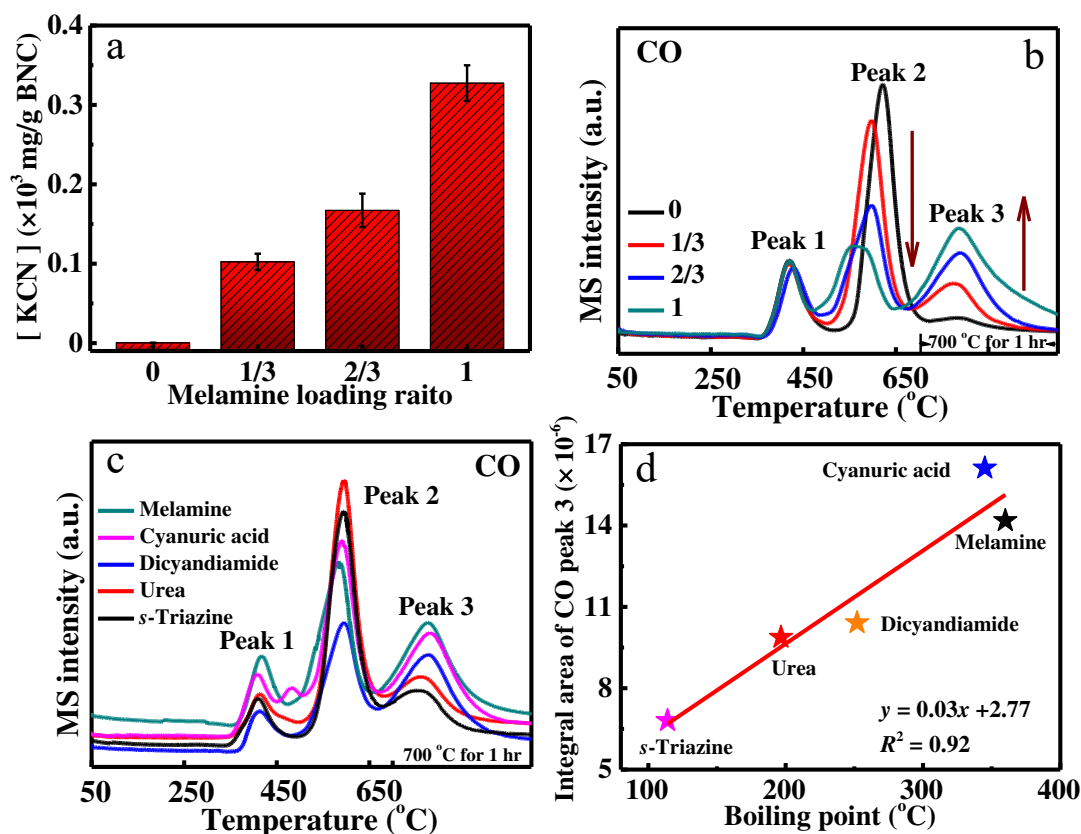 a
[ KCN ] (×10³ mg/g BNC)
0.4
0.3
0.2
0.1
0
0 1/3 2/3 1
Melamine loading raito
b
CO
MS intensity (a.u.)
Peak 1
Peak 2
Peak 3
0
1/3
2/3
1
700 °C for 1 hr
50 250 450 650
Temperature (°C)
c
CO
MS intensity (a.u.)
Melamine
Cyanuric acid
Dicyandiamide
Urea
s-Triazine
Peak 1
Peak 2
Peak 3
700 °C for 1 hr
50 250 450 650
Temperature (°C)
d
Integral area of CO peak 3 (× 10⁻⁶)
17
14
11
8
5
Cyanuric acid
Melamine
Dicyandiamide
Urea
s-Triazine
y = 0.03x +2.77
R² = 0.92
100 200 300 400
Boiling point (°C)